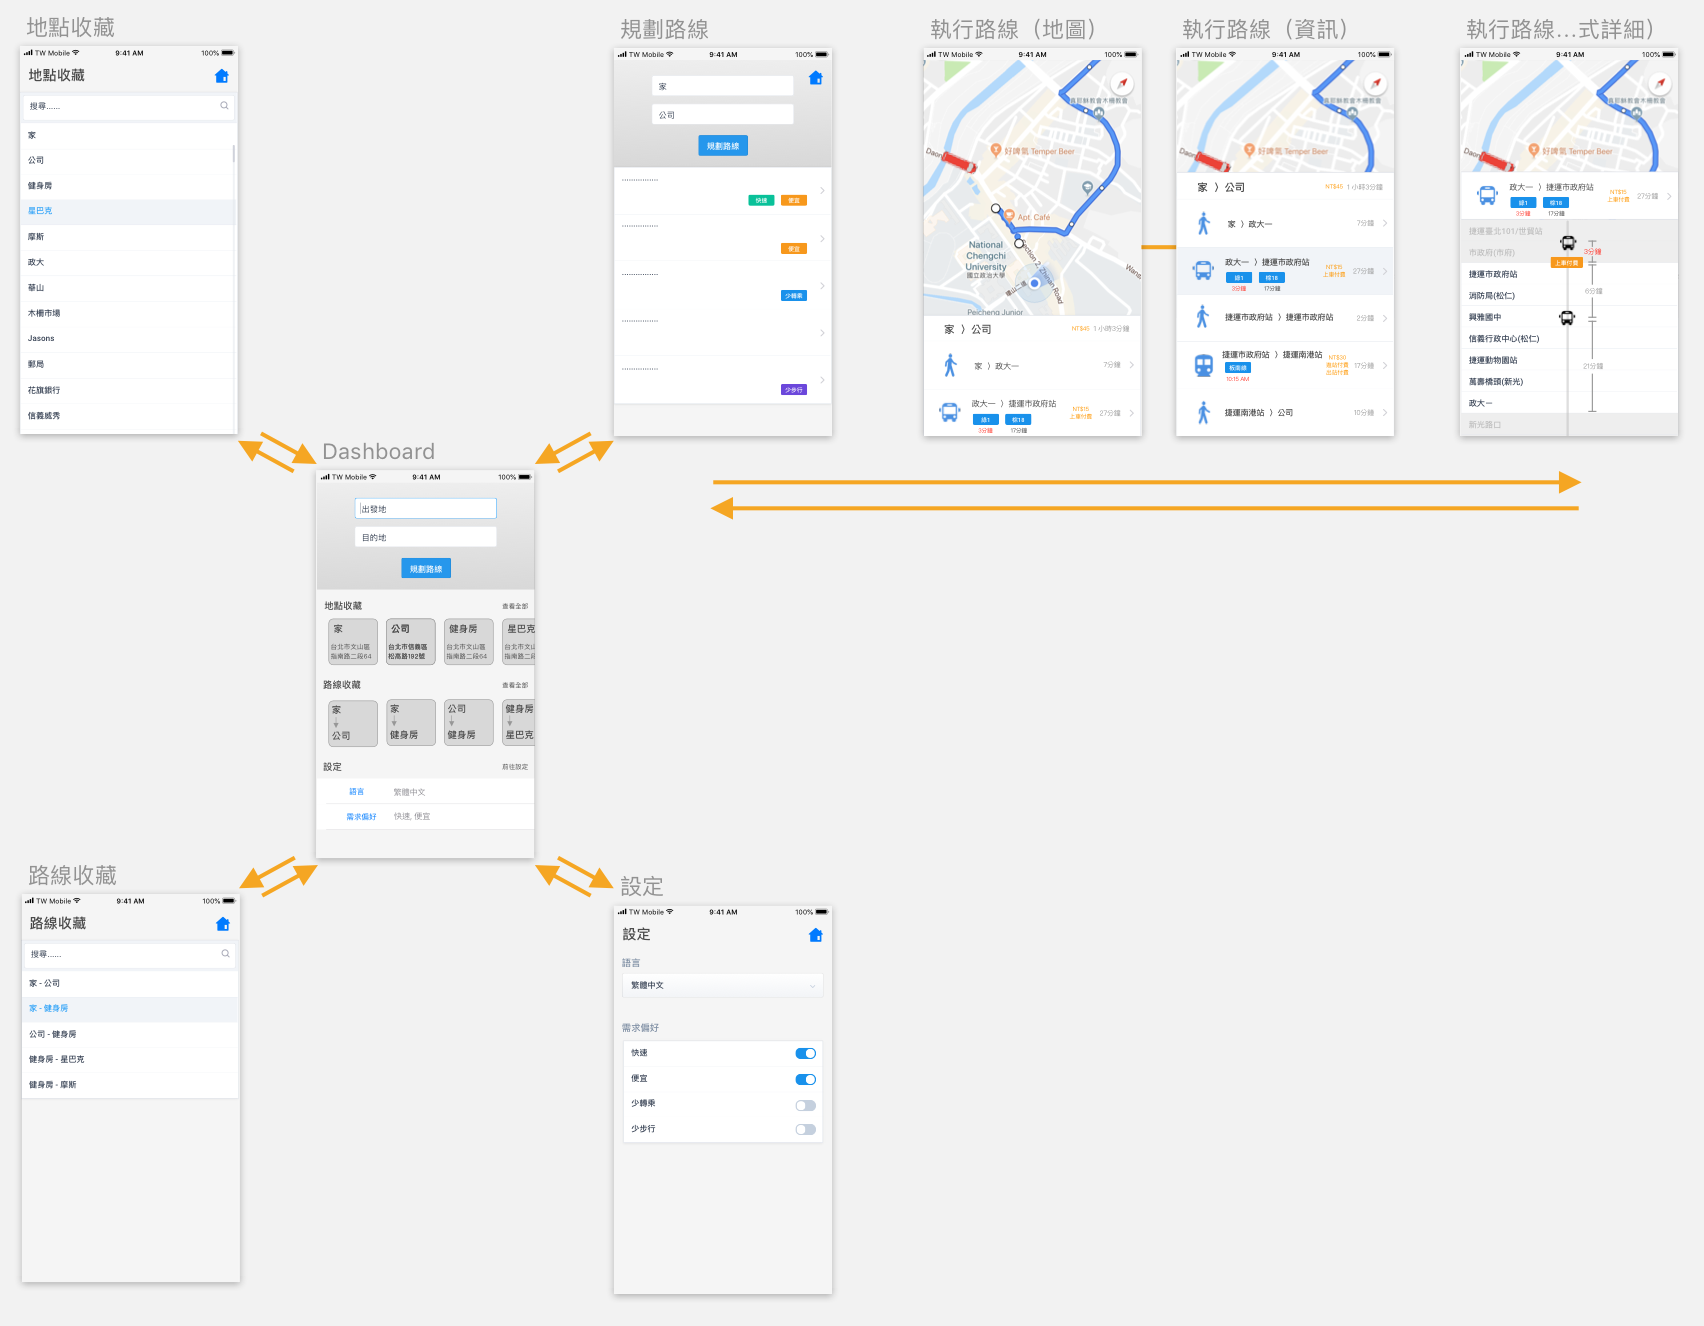 地點收藏
TW Mobile 9:41 AM 100%
地點收藏
搜尋......
家
公司
健身房
星巴克
摩斯
政大
華山
木柵市場
Jasons
郵局
花旗銀行
信義威秀
規劃路線
TW Mobile 9:41 AM 100%
家
公司
規劃路線
...............
快速 便宜
...............
便宜
...............
少轉乘
...............
...............
少步行
執行路線（地圖）
TW Mobile 9:41 AM 100%
Daon
好脾氣 Temper Beer
Apt. Café
National
Chengchi
University
國立政治大學
Section 2, Zhinan Road
Peicheng Junior
家 〉公司 NT$45 1小時3分鐘
家 〉政大一 7分鐘
政大一 〉捷運市政府站
綠1 棕18 NT$15 上車付費 27分鐘
3分鐘 17分鐘
執行路線（資訊）
TW Mobile 9:41 AM 100%
Daon
好脾氣 Temper Beer
家 〉公司 NT$45 1小時3分鐘
家 〉政大一 7分鐘
政大一 〉捷運市政府站
綠1 棕18 NT$15 上車付費 27分鐘
3分鐘 17分鐘
捷運市政府站 〉捷運市政府站 2分鐘
捷運市政府站 〉捷運南港站
板南線 NT$20 進站付費 出站付費 17分鐘
10:15 AM
捷運南港站 〉公司 10分鐘
執行路線...式詳細）
TW Mobile 9:41 AM 100%
Daon
好脾氣 Temper Beer
政大一 〉捷運市政府站
綠1 棕18 NT$15 上車付費 27分鐘
3分鐘 17分鐘
捷運臺北101/世貿站
市政府(市府) 3分鐘
上車付費
捷運市政府站
消防局(松仁) 6分鐘
興雅國中
信義行政中心(松仁)
捷運動物園站 21分鐘
萬壽橋頭(新光)
政大一
新光路口
Dashboard
TW Mobile 9:41 AM 100%
出發地
目的地
規劃路線
地點收藏 查看全部
家 公司 健身房 星巴克
台北市文山區 台北市信義區 台北市文山區 台北市文山
指南路二段64 松高路192號 指南路二段64 指南路二段
路線收藏 查看全部
家 家 公司 健身房
公司 健身房 健身房 星巴克
設定 前往設定
語言 繁體中文
需求偏好 快速, 便宜
路線收藏
TW Mobile 9:41 AM 100%
路線收藏
搜尋......
家 - 公司
家 - 健身房
公司 - 健身房
健身房 - 星巴克
健身房 - 摩斯
設定
TW Mobile 9:41 AM 100%
設定
語言
繁體中文
需求偏好
快速
便宜
少轉乘
少步行